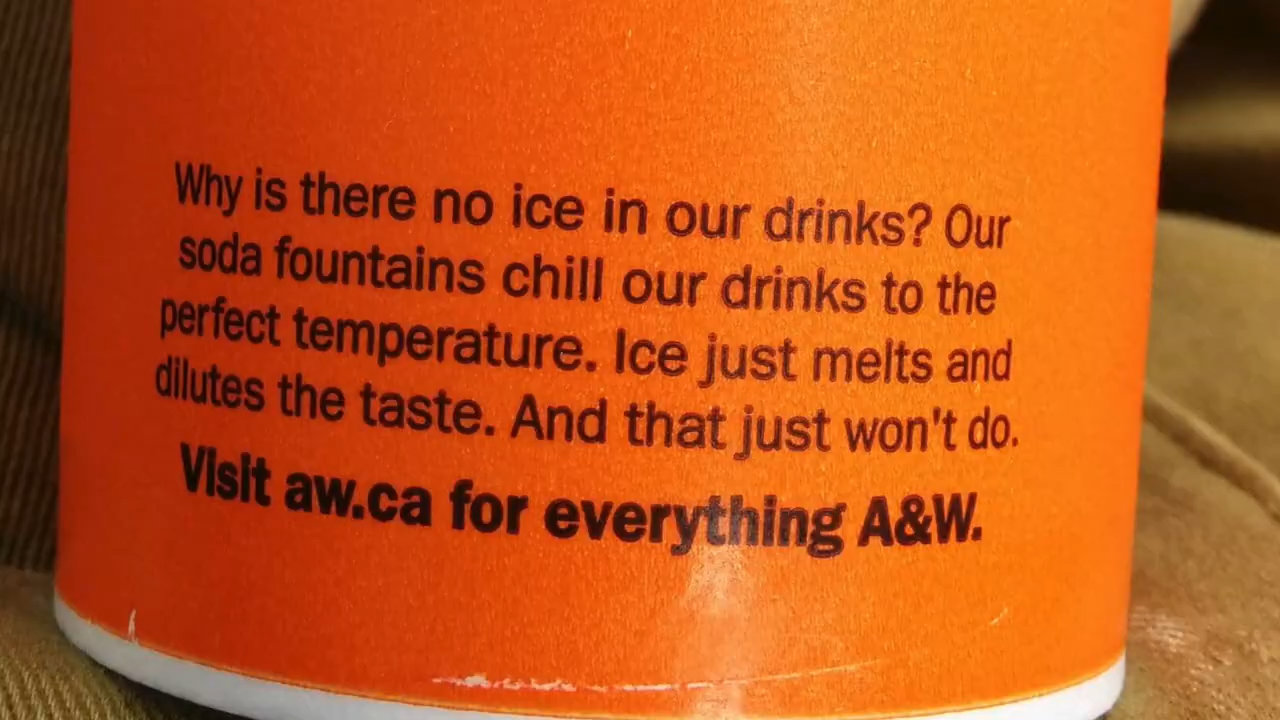 Why is there no ice in our drinks? Our
soda fountains chill our drinks to the
perfect temperature. Ice just melts and
dilutes the taste. And that just won't do.
Visit aw.ca for everything A&W.